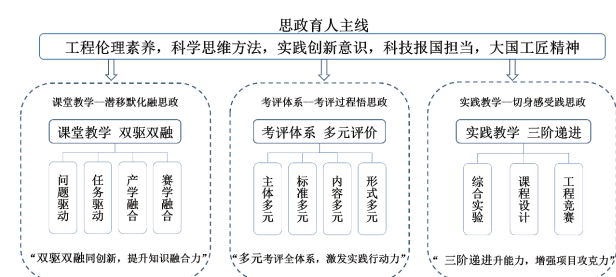 思政育人主线
工程伦理素养，科学思维方法，实践创新意识，科技报国担当，大国工匠精神
课堂教学—潜移默化融思政
课堂教学 双驱双融
问题驱动
任务驱动
产学融合
赛学融合
“双驱双融同创新，提升知识融合力”
考评体系—考评过程悟思政
考评体系 多元评价
主体多元
标准多元
内容多元
形式多元
“多元考评全体系，激发实践行动力”
实践教学—切身感受践思政
实践教学 三阶递进
综合实验
课程设计
工程竞赛
“ 三阶递进升能力，增强项目攻克力”